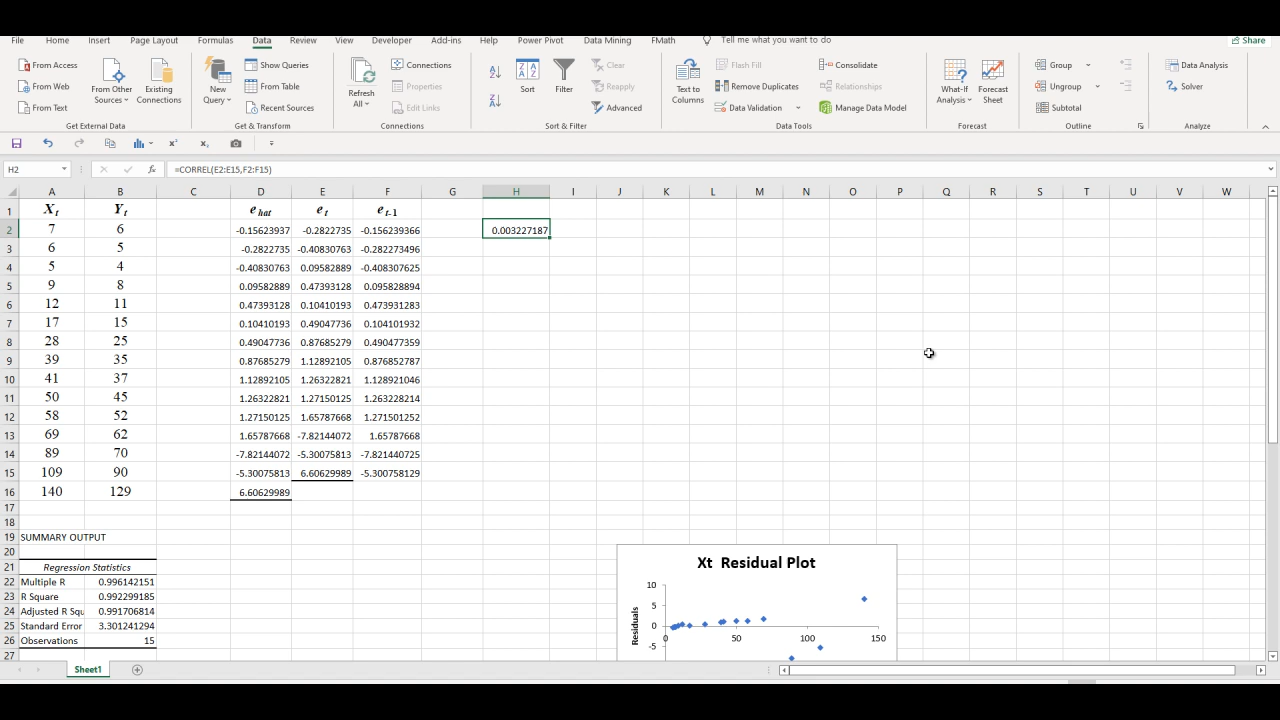 File Home Insert Page Layout Formulas Data Review View Developer Add-ins Help Power Pivot Data Mining FMath Tell me what you want to do Share
From Access From Other Sources Existing Connections New Query Show Queries Refresh All Connections Sort Filter Clear Text to Columns Flash Fill Consolidate What-If Analysis Forecast Sheet Group Data Analysis
From Web From Table Properties Reapply Remove Duplicates Relationships Ungroup Solver
From Text Recent Sources Edit Links Advanced Data Validation Manage Data Model Subtotal
Get External Data Get & Transform Connections Sort & Filter Data Tools Forecast Outline Analyze
H2 fx =CORREL(E2:E15,F2:F15)
A B C D E F G H I J K L M N O P Q R S T U V W
1 Xt Yt e hat e t e t-1
2 7 6 -0.15623937 -0.2822735 -0.156239366 0.003227187
3 6 5 -0.2822735 -0.40830763 -0.282273496
4 5 4 -0.40830763 0.09582889 -0.408307625
5 9 8 0.09582889 0.47393128 0.095828894
6 12 11 0.47393128 0.10410193 0.473931283
7 17 15 0.10410193 0.49047736 0.104101932
8 28 25 0.49047736 0.87685279 0.490477359
9 39 35 0.87685279 1.12892105 0.876852787
10 41 37 1.12892105 1.26322821 1.128921046
11 50 45 1.26322821 1.27150125 1.263228214
12 58 52 1.27150125 1.65787668 1.271501252
13 69 62 1.65787668 -7.82144072 1.65787668
14 89 70 -7.82144072 -5.30075813 -7.821440725
15 109 90 -5.30075813 6.60629989 -5.300758129
16 140 129 6.60629989
17
18
19 SUMMARY OUTPUT
20
21 Regression Statistics
22 Multiple R 0.996142151
23 R Square 0.992299185
24 Adjusted R Squ 0.991706814
25 Standard Error 3.301241294
26 Observations 15
27
Xt Residual Plot
Residuals
10
5
0
-5
0 50 100 150
Sheet1